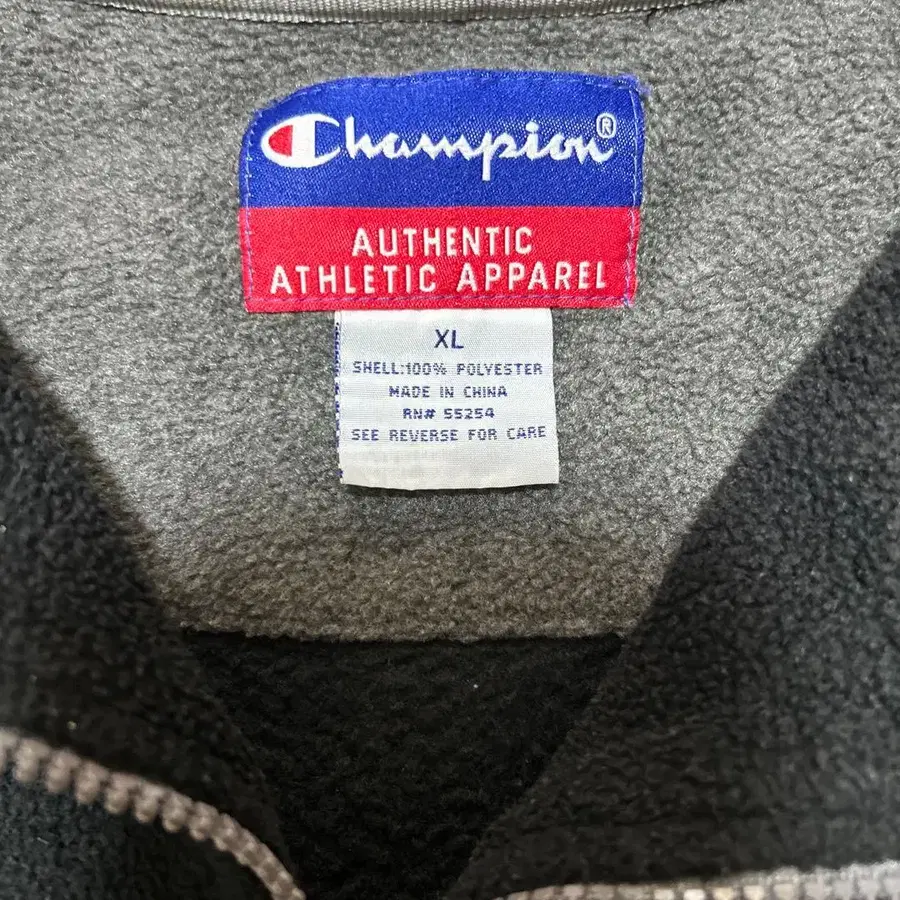 Champion®
AUTHENTIC
ATHLETIC APPAREL
XL
SHELL:100% POLYESTER
MADE IN CHINA
RN# 55254
SEE REVERSE FOR CARE